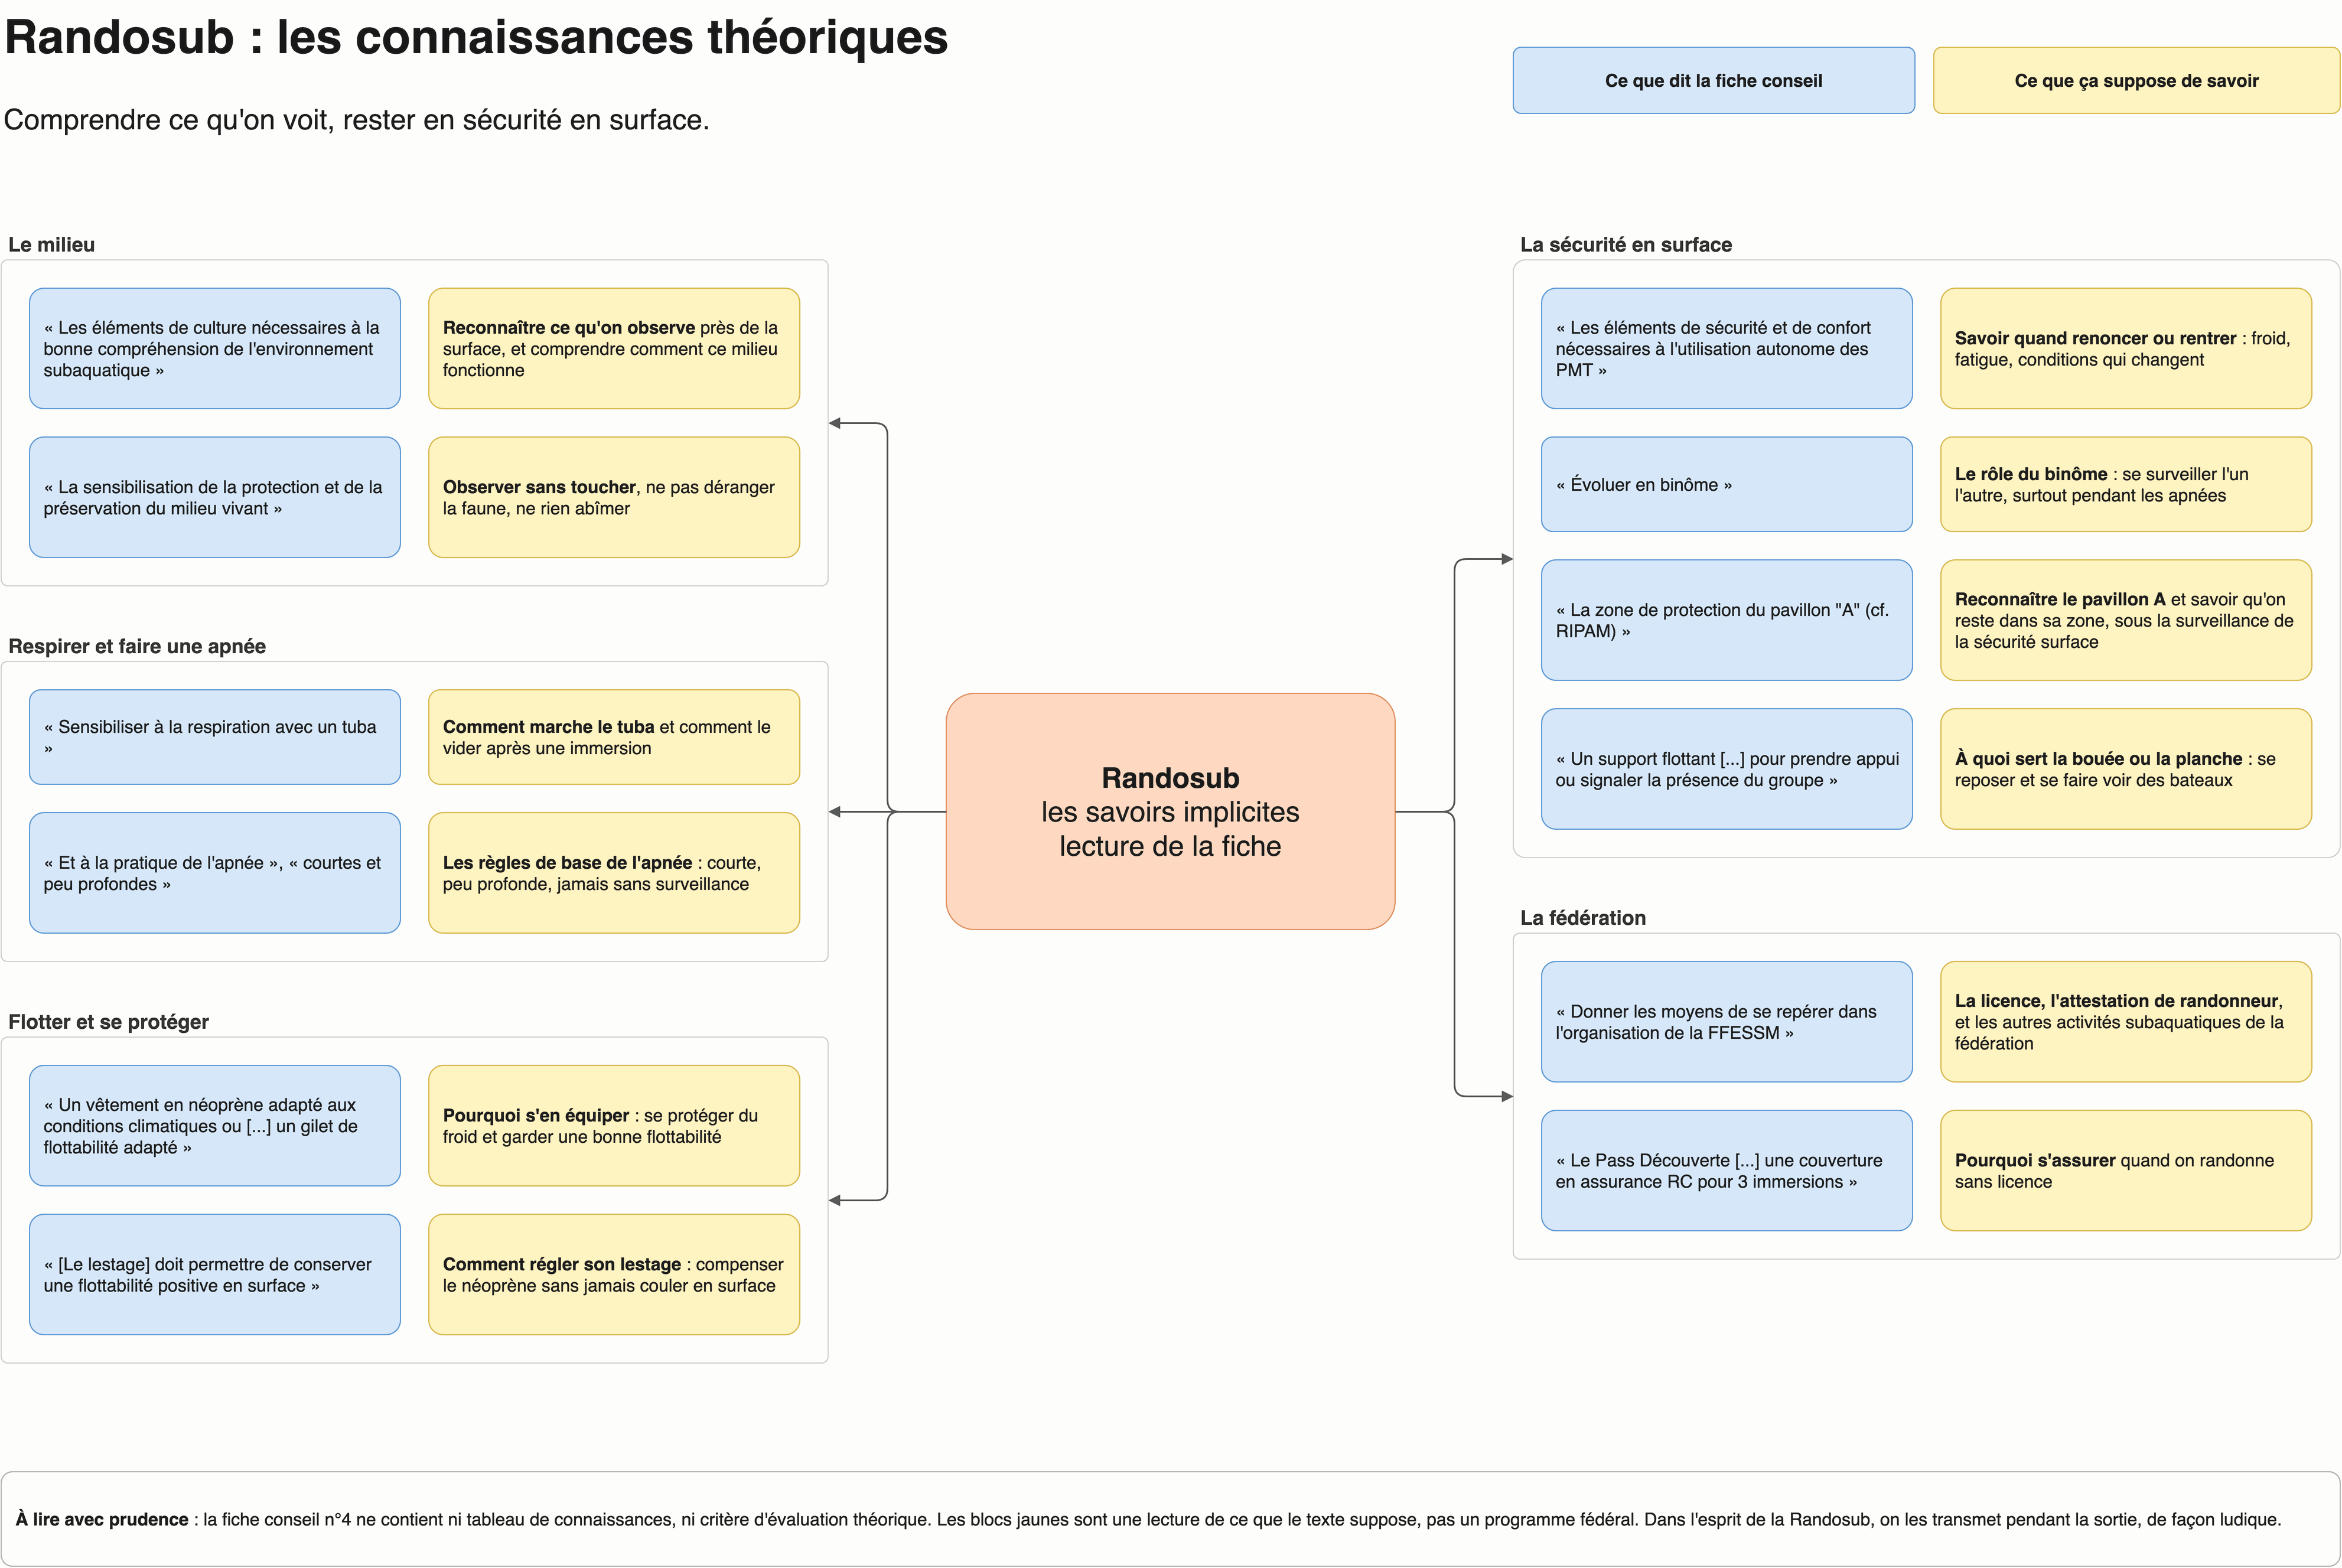 Randosub : les connaissances théoriques
Comprendre ce qu'on voit, rester en sécurité en surface.
Ce que dit la fiche conseil
Ce que ça suppose de savoir
Le milieu
« Les éléments de culture nécessaires à la
bonne compréhension de l'environnement
subaquatique »
Reconnaître ce qu'on observe près de la
surface, et comprendre comment ce milieu
fonctionne
« La sensibilisation de la protection et de la
préservation du milieu vivant »
Observer sans toucher, ne pas déranger
la faune, ne rien abîmer
Respirer et faire une apnée
« Sensibiliser à la respiration avec un tuba
»
Comment marche le tuba et comment le
vider après une immersion
« Et à la pratique de l'apnée », « courtes et
peu profondes »
Les règles de base de l'apnée : courte,
peu profonde, jamais sans surveillance
Flotter et se protéger
« Un vêtement en néoprène adapté aux
conditions climatiques ou [...] un gilet de
flottabilité adapté »
Pourquoi s'en équiper : se protéger du
froid et garder une bonne flottabilité
« [Le lestage] doit permettre de conserver
une flottabilité positive en surface »
Comment régler son lestage : compenser
le néoprène sans jamais couler en surface
Randosub
les savoirs implicites
lecture de la fiche
La sécurité en surface
« Les éléments de sécurité et de confort
nécessaires à l'utilisation autonome des
PMT »
Savoir quand renoncer ou rentrer : froid,
fatigue, conditions qui changent
« Évoluer en binôme »
Le rôle du binôme : se surveiller l'un
l'autre, surtout pendant les apnées
« La zone de protection du pavillon "A" (cf.
RIPAM) »
Reconnaître le pavillon A et savoir qu'on
reste dans sa zone, sous la surveillance de
la sécurité surface
« Un support flottant [...] pour prendre appui
ou signaler la présence du groupe »
À quoi sert la bouée ou la planche : se
reposer et se faire voir des bateaux
La fédération
« Donner les moyens de se repérer dans
l'organisation de la FFESSM »
La licence, l'attestation de randonneur,
et les autres activités subaquatiques de la
fédération
« Le Pass Découverte [...] une couverture
en assurance RC pour 3 immersions »
Pourquoi s'assurer quand on randonne
sans licence
À lire avec prudence : la fiche conseil n°4 ne contient ni tableau de connaissances, ni critère d'évaluation théorique. Les blocs jaunes sont une lecture de ce que le texte suppose, pas un programme fédéral. Dans l'esprit de la Randosub, on les transmet pendant la sortie, de façon ludique.